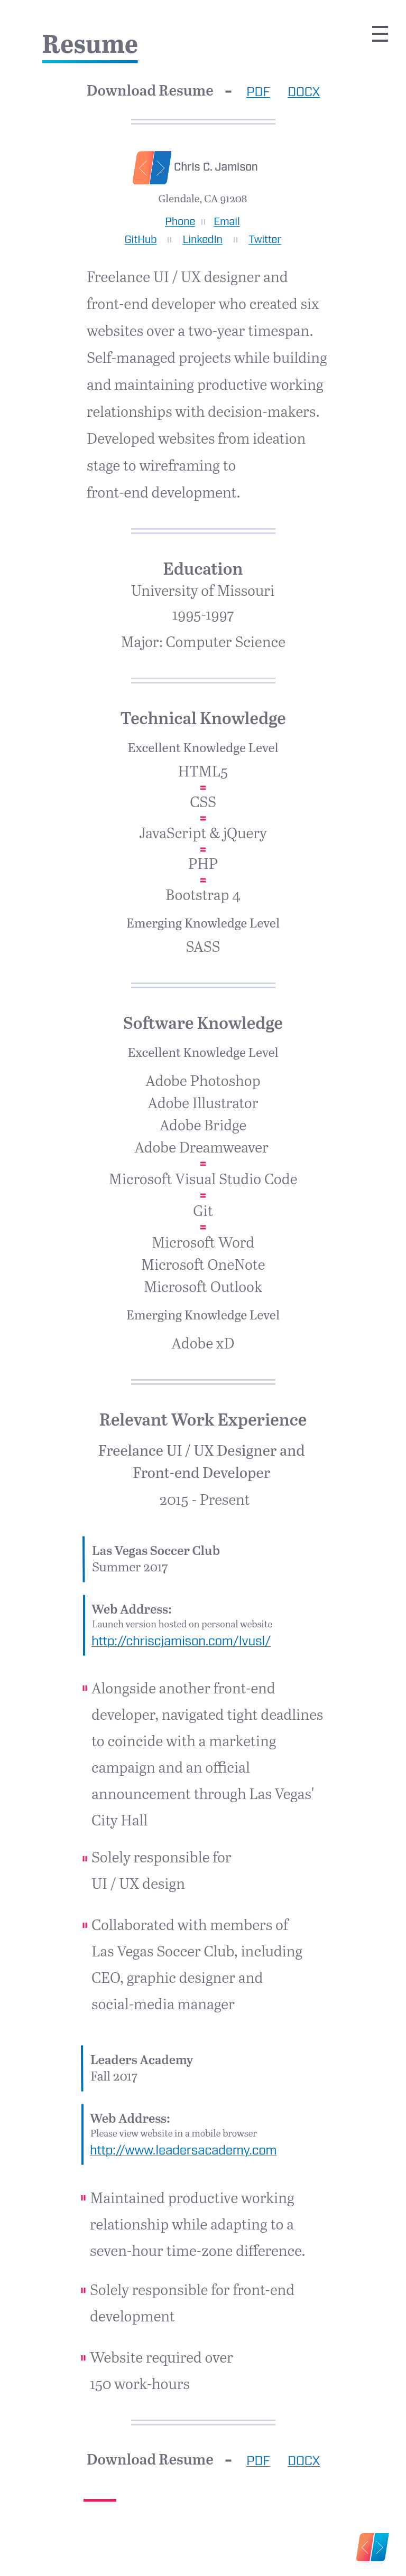 Resume
Download Resume - PDF DOCX
Chris C. Jamison
Glendale, CA 91208
Phone Email
GitHub LinkedIn Twitter
Freelance UI / UX designer and
front-end developer who created six
websites over a two-year timespan.
Self-managed projects while building
and maintaining productive working
relationships with decision-makers.
Developed websites from ideation
stage to wireframing to
front-end development.
Education
University of Missouri
1995-1997
Major: Computer Science
Technical Knowledge
Excellent Knowledge Level
HTML5
CSS
JavaScript & jQuery
PHP
Bootstrap 4
Emerging Knowledge Level
SASS
Software Knowledge
Excellent Knowledge Level
Adobe Photoshop
Adobe Illustrator
Adobe Bridge
Adobe Dreamweaver
Microsoft Visual Studio Code
Git
Microsoft Word
Microsoft OneNote
Microsoft Outlook
Emerging Knowledge Level
Adobe xD
Relevant Work Experience
Freelance UI / UX Designer and
Front-end Developer
2015 - Present
Las Vegas Soccer Club
Summer 2017
Web Address:
Launch version hosted on personal website
http://chriscjamison.com/lvusl/
Alongside another front-end
developer, navigated tight deadlines
to coincide with a marketing
campaign and an official
announcement through Las Vegas'
City Hall
Solely responsible for
UI / UX design
Collaborated with members of
Las Vegas Soccer Club, including
CEO, graphic designer and
social-media manager
Leaders Academy
Fall 2017
Web Address:
Please view website in a mobile browser
http://www.leadersacademy.com
Maintained productive working
relationship while adapting to a
seven-hour time-zone difference.
Solely responsible for front-end
development
Website required over
150 work-hours
Download Resume - PDF DOCX